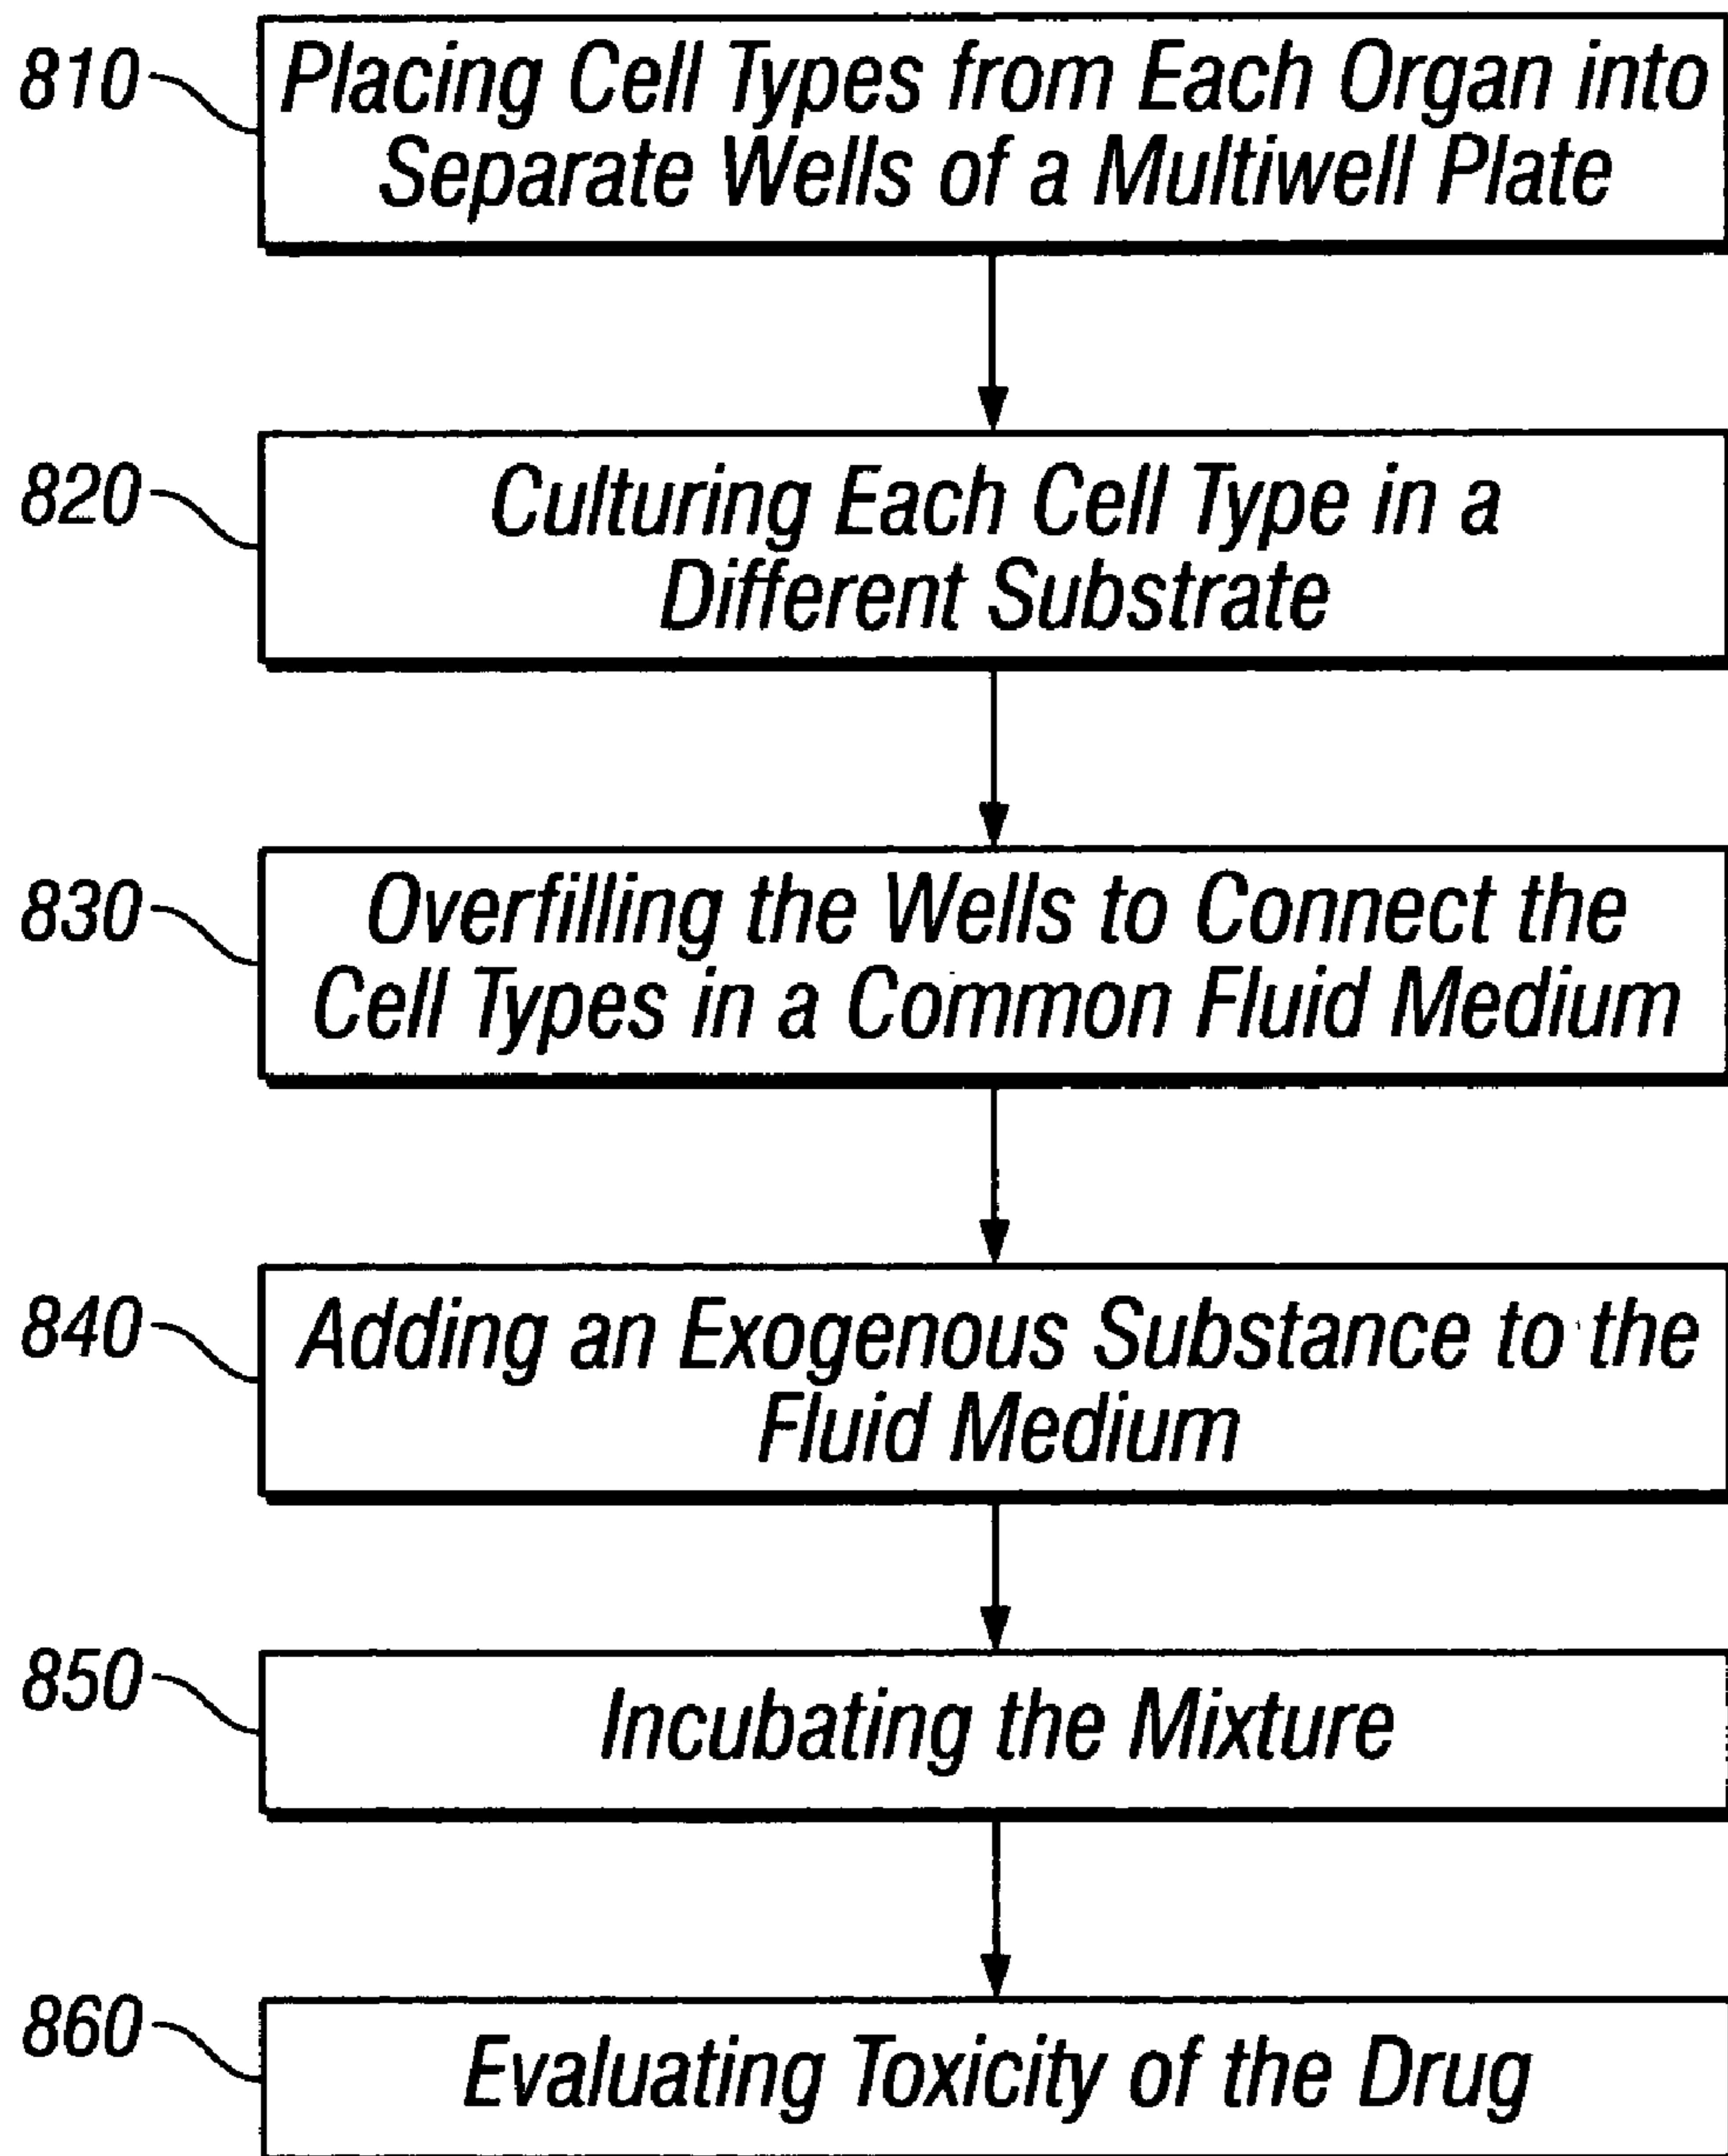 810
Placing Cell Types from Each Organ into
Separate Wells of a Multiwell Plate
820
Culturing Each Cell Type in a
Different Substrate
830
Overfilling the Wells to Connect the
Cell Types in a Common Fluid Medium
840
Adding an Exogenous Substance to the
Fluid Medium
850
Incubating the Mixture
860
Evaluating Toxicity of the Drug